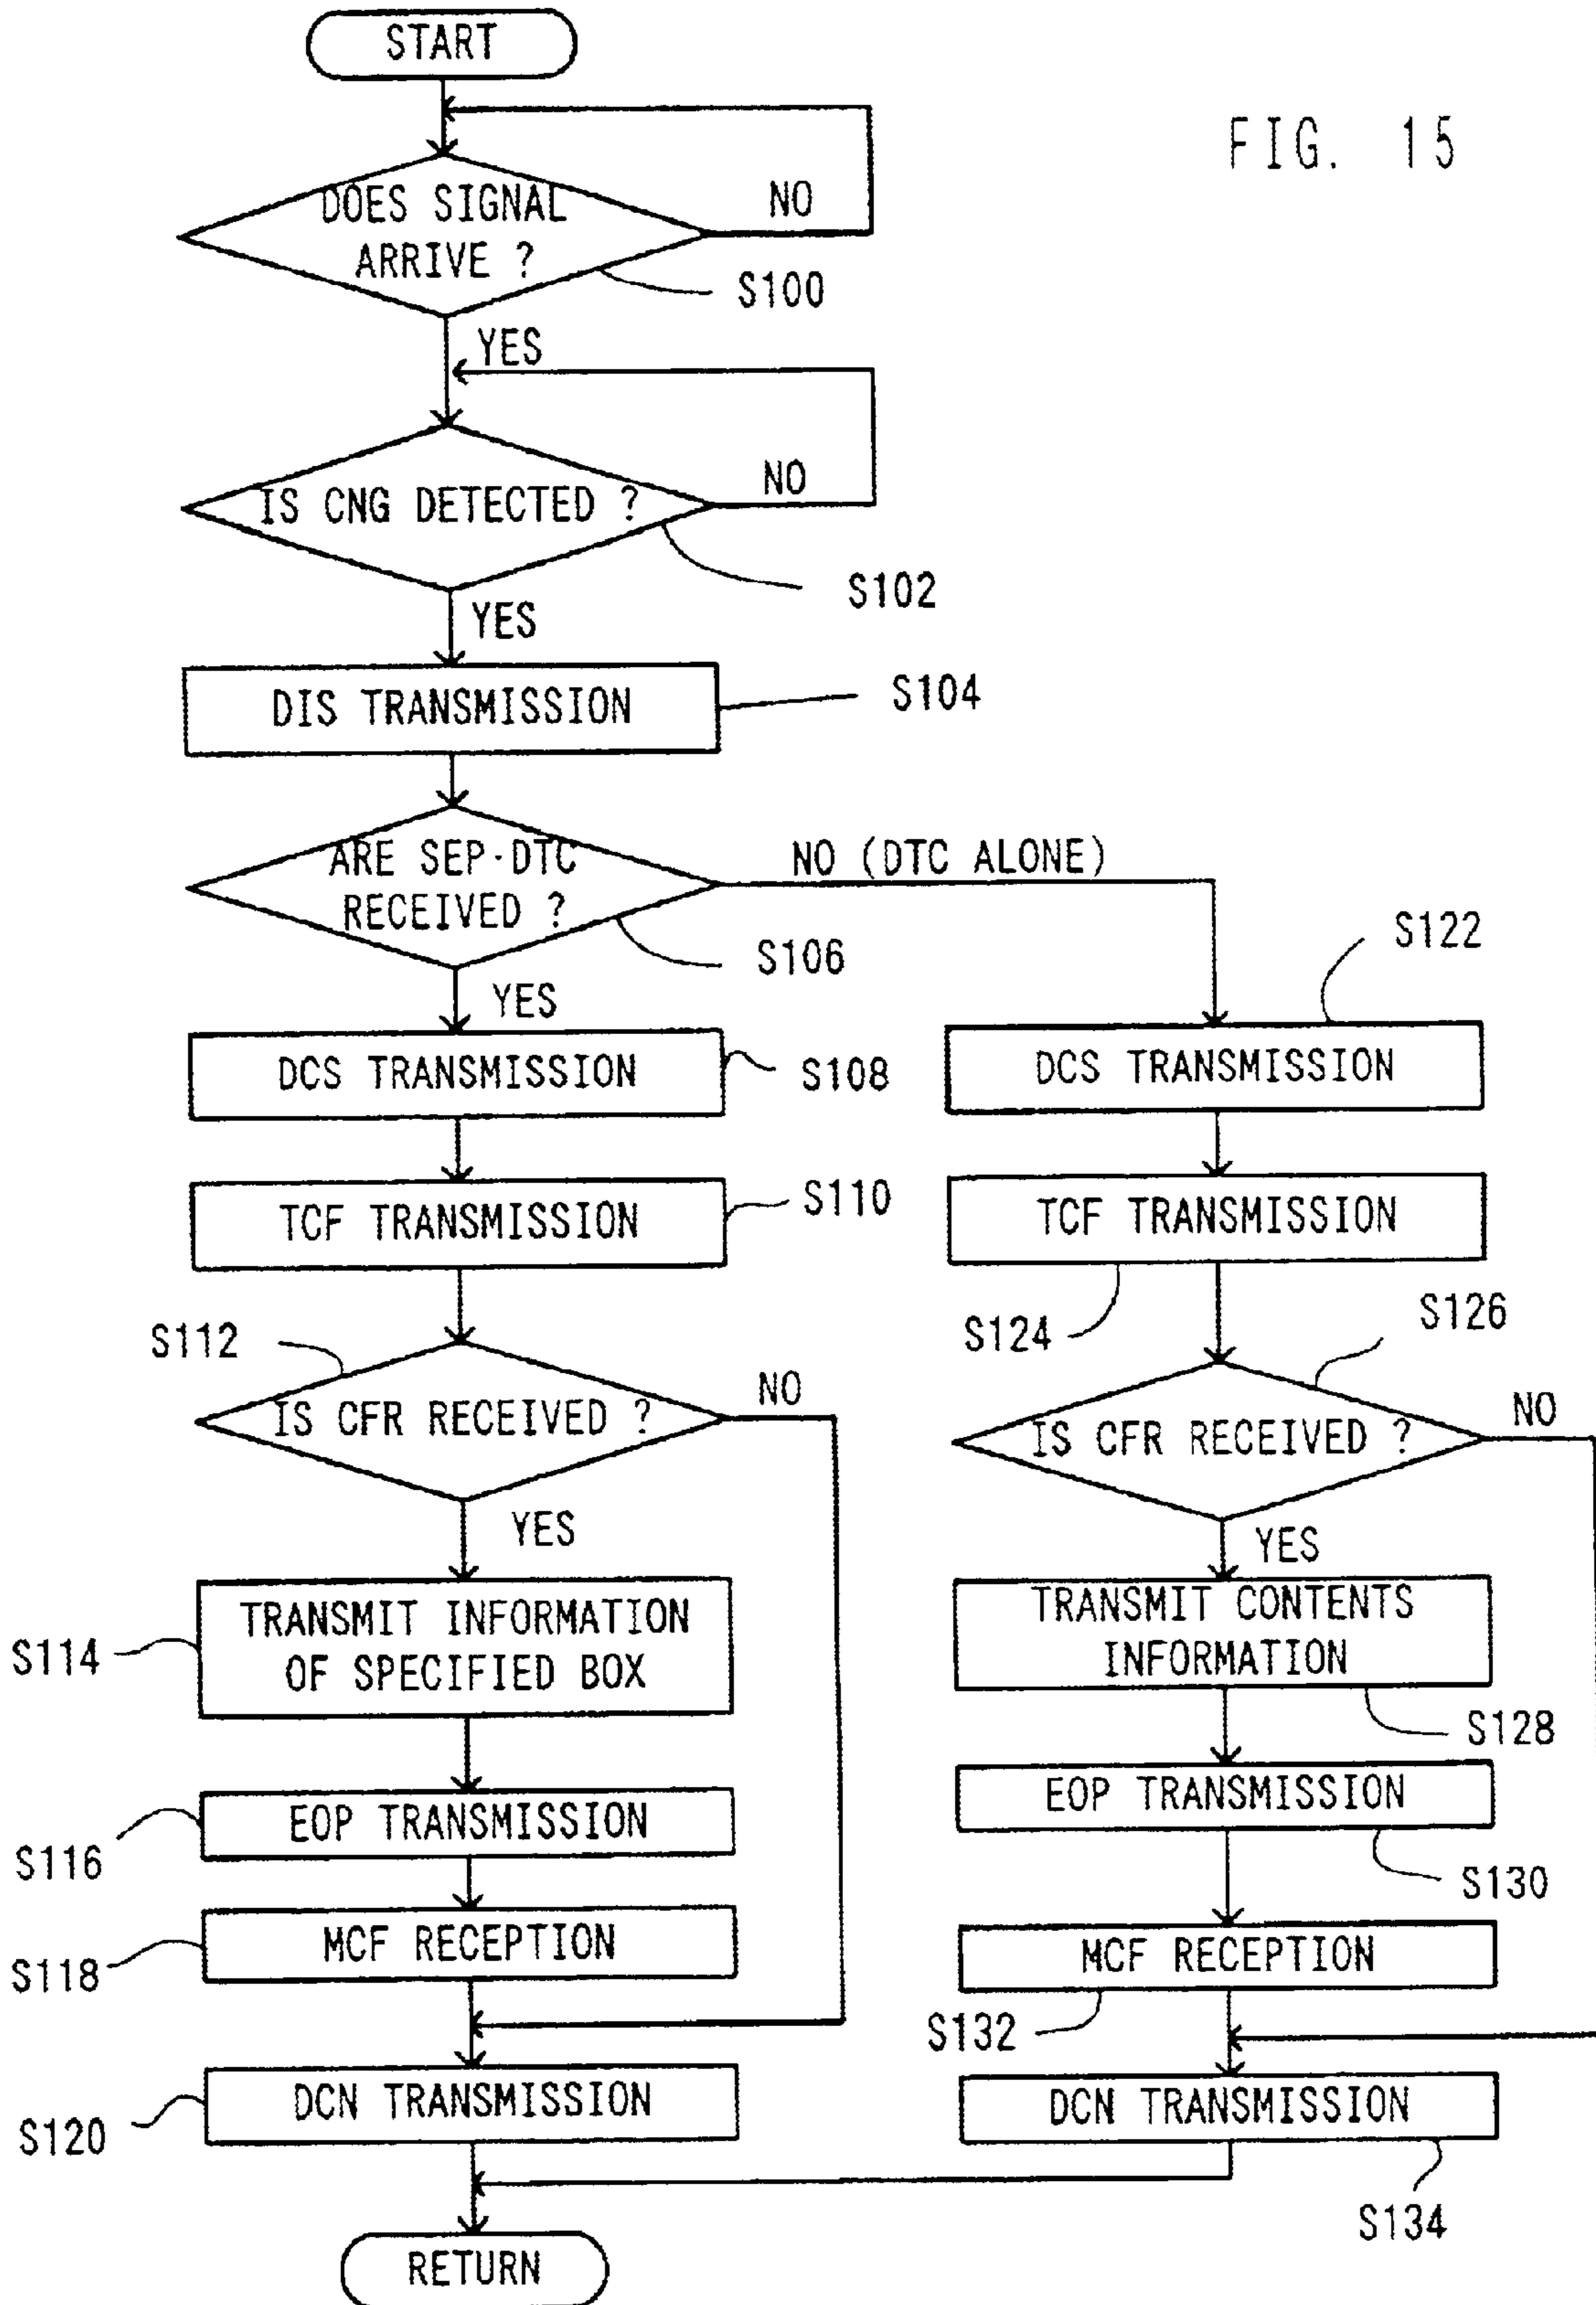 START
FIG. 15
DOES SIGNAL
ARRIVE ?
NO
S100
YES
IS CNG DETECTED ?
NO
S102
YES
DIS TRANSMISSION
S104
ARE SEP·DTC
RECEIVED ?
NO (DTC ALONE)
S106
YES
S122
DCS TRANSMISSION
S108
DCS TRANSMISSION
TCF TRANSMISSION
S110
TCF TRANSMISSION
S124
S112
IS CFR RECEIVED ?
NO
S126
IS CFR RECEIVED ?
NO
YES
YES
S114
TRANSMIT INFORMATION
OF SPECIFIED BOX
TRANSMIT CONTENTS
INFORMATION
S128
S116
EOP TRANSMISSION
EOP TRANSMISSION
S130
S118
MCF RECEPTION
MCF RECEPTION
S132
S120
DCN TRANSMISSION
DCN TRANSMISSION
S134
RETURN